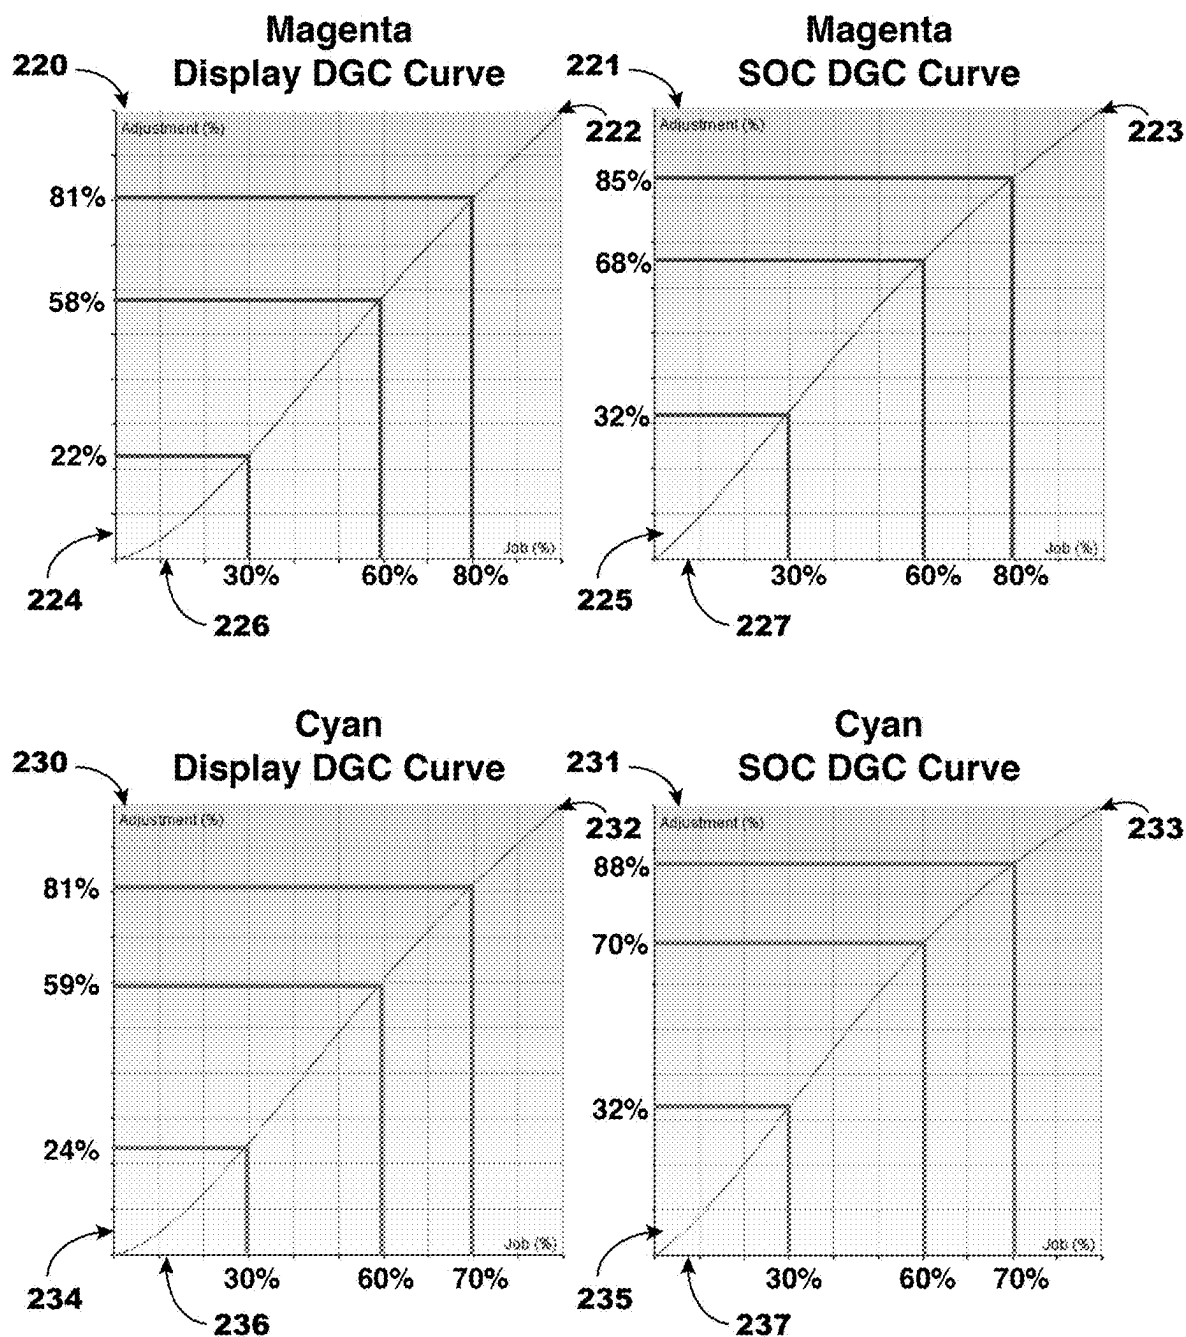 Magenta
Display DGC Curve
Magenta
SOC DGC Curve
220
221
Adjustment (%)
222
Adjustment (%)
223
81%
58%
22%
85%
68%
32%
Job (%)
Job (%)
30% 60% 80%
30% 60% 80%
224
226
225
227
Cyan
Display DGC Curve
Cyan
SOC DGC Curve
230
231
Adjustment (%)
232
Adjustment (%)
233
81%
59%
24%
88%
70%
32%
Job (%)
Job (%)
30% 60% 70%
30% 60% 70%
234
236
235
237